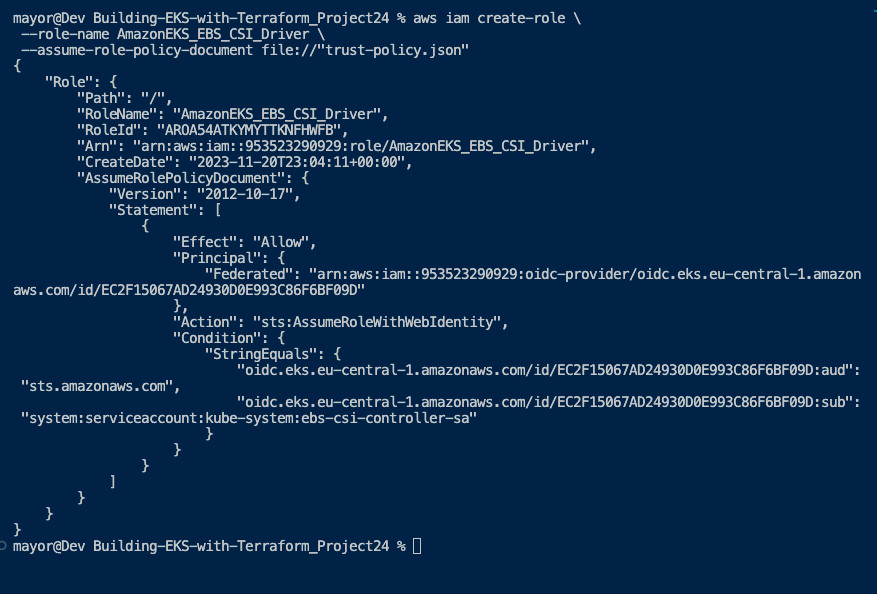 mayor@Dev Building-EKS-with-Terraform_Project24 % aws iam create-role \
 --role-name AmazonEKS_EBS_CSI_Driver \
 --assume-role-policy-document file://"trust-policy.json"
{
    "Role": {
        "Path": "/",
        "RoleName": "AmazonEKS_EBS_CSI_Driver",
        "RoleId": "AROA54ATKYMYTTKNFHWFB",
        "Arn": "arn:aws:iam::953523290929:role/AmazonEKS_EBS_CSI_Driver",
        "CreateDate": "2023-11-20T23:04:11+00:00",
        "AssumeRolePolicyDocument": {
            "Version": "2012-10-17",
            "Statement": [
                {
                    "Effect": "Allow",
                    "Principal": {
                        "Federated": "arn:aws:iam::953523290929:oidc-provider/oidc.eks.eu-central-1.amazon
aws.com/id/EC2F15067AD24930D0E993C86F6BF09D"
                    },
                    "Action": "sts:AssumeRoleWithWebIdentity",
                    "Condition": {
                        "StringEquals": {
                            "oidc.eks.eu-central-1.amazonaws.com/id/EC2F15067AD24930D0E993C86F6BF09D:aud":
 "sts.amazonaws.com",
                            "oidc.eks.eu-central-1.amazonaws.com/id/EC2F15067AD24930D0E993C86F6BF09D:sub":
 "system:serviceaccount:kube-system:ebs-csi-controller-sa"
                        }
                    }
                }
            ]
        }
    }
}
mayor@Dev Building-EKS-with-Terraform_Project24 %